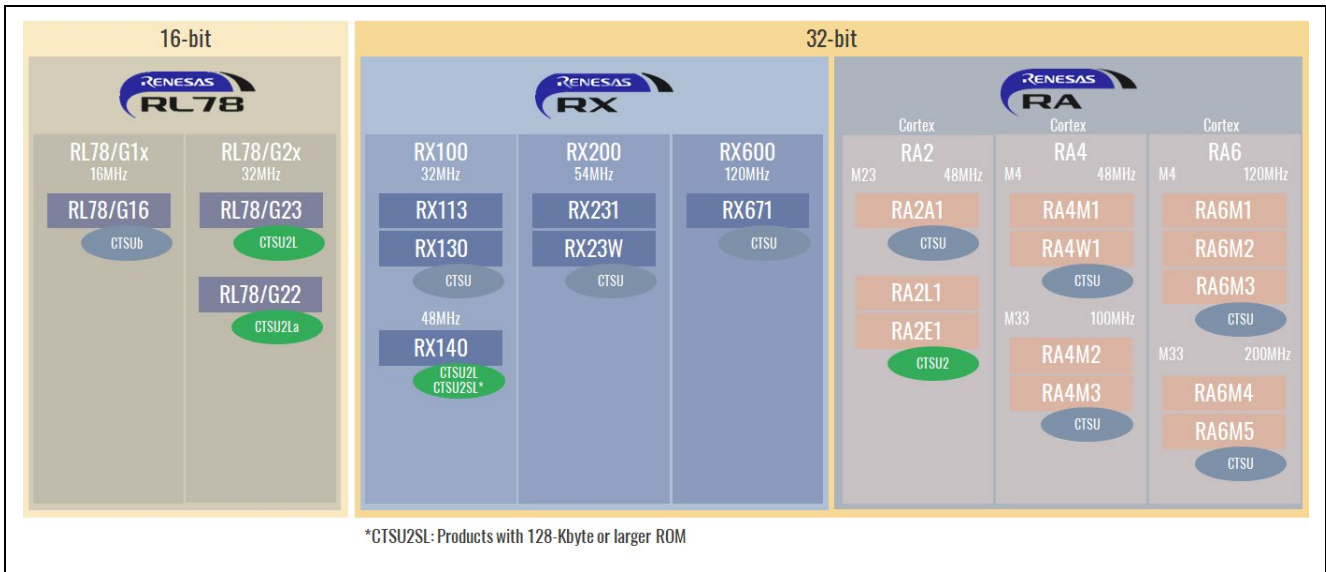 16-bit
32-bit
RENESAS
RL78
RENESAS
RX
RENESAS
RA
RL78/G1x
16MHz
RL78/G16
CTSUb
RL78/G2x
32MHz
RL78/G23
CTSU2L
RL78/G22
CTSU2La
RX100
32MHz
RX113
RX130
CTSU
48MHz
RX140
CTSU2L
CTSU2SL*
RX200
54MHz
RX231
RX23W
CTSU
RX600
120MHz
RX671
CTSU
Cortex
RA2
M23 48MHz
RA2A1
CTSU
RA2L1
RA2E1
CTSU2
Cortex
RA4
M4 48MHz
RA4M1
RA4W1
CTSU
M33 100MHz
RA4M2
RA4M3
CTSU
Cortex
RA6
M4 120MHz
RA6M1
RA6M2
RA6M3
CTSU
M33 200MHz
RA6M4
RA6M5
CTSU
*CTSU2SL: Products with 128-Kbyte or larger ROM